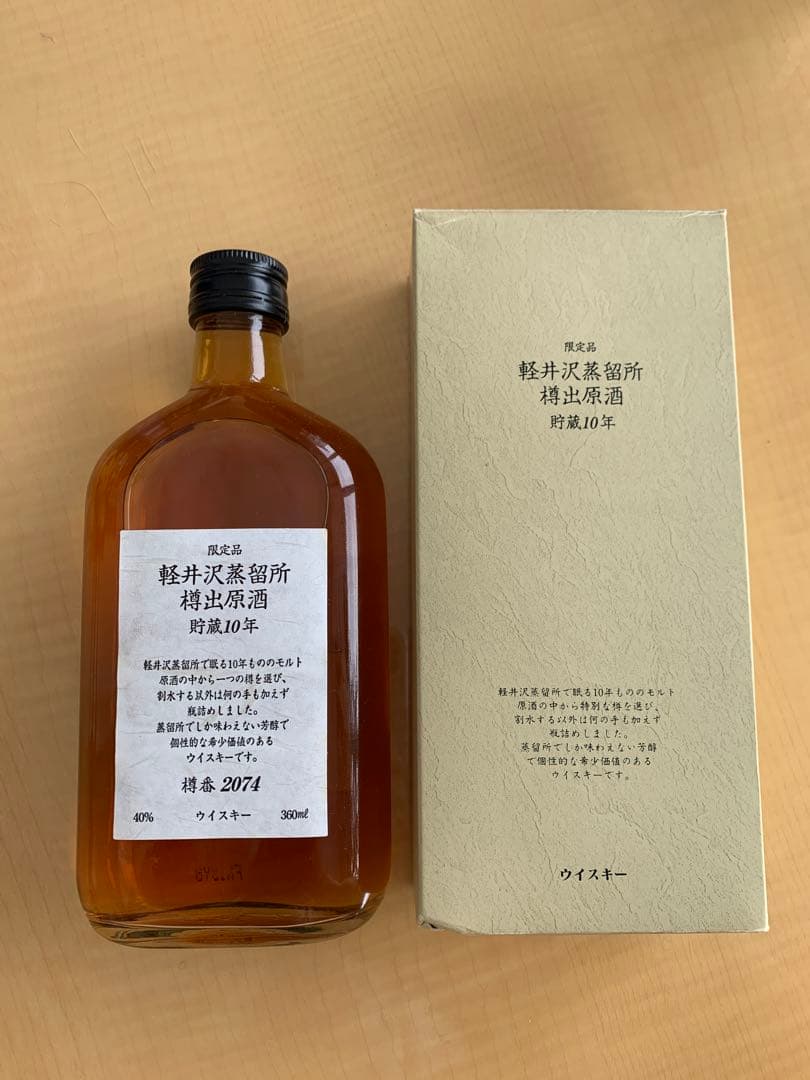 限定品
軽井沢蒸留所
樽出原酒
貯蔵10年
軽井沢蒸留所で眠る10年もののモルト
原酒の中から一つの樽を選び、
割水する以外は何の手も加えず
瓶詰めしました。
蒸留所でしか味わえない芳醇で
個性的な希少価値のある
ウイスキーです。
樽番 2074
40% ウイスキー 360ml
限定品
軽井沢蒸留所
樽出原酒
貯蔵10年
軽井沢蒸留所で眠る10年もののモルト
原酒の中から特別な樽を選び、
割水する以外は何の手も加えず
瓶詰めしました。
蒸留所でしか味わえない芳醇
で個性的な希少価値のある
ウイスキーです。
ウイスキー